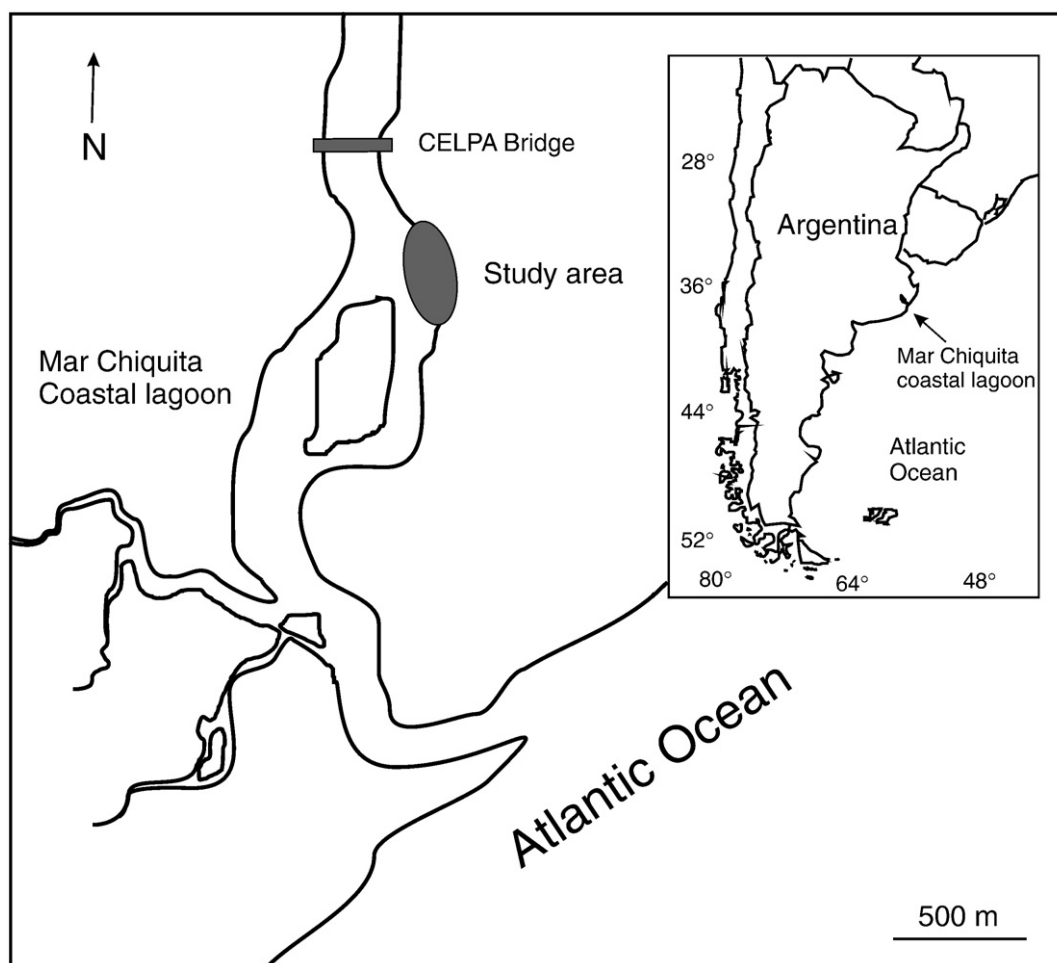 N
CELPA Bridge
Study area
Mar Chiquita
Coastal lagoon
Atlantic Ocean
500 m
28°
Argentina
36°
Mar Chiquita
coastal lagoon
44°
Atlantic
Ocean
52°
80°
64°
48°